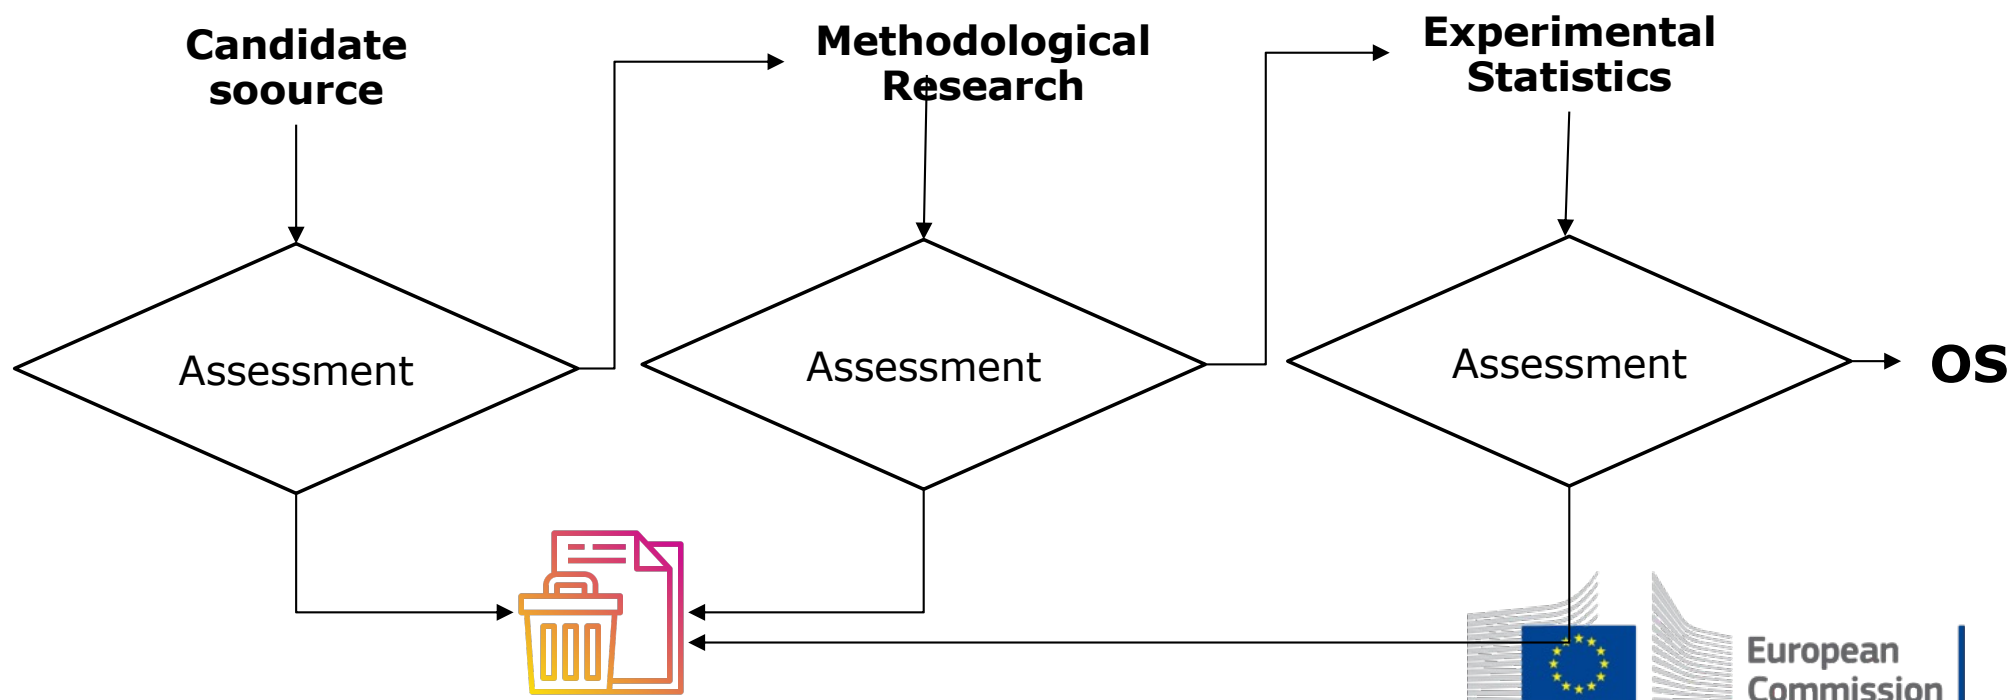 Candidate
soource
Methodological
Research
Experimental
Statistics
Assessment
Assessment
Assessment
OS
European
Commission